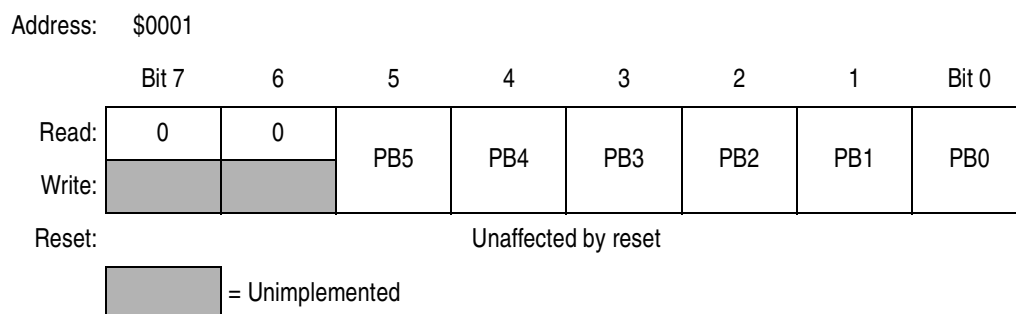 Address: $0001
Bit 7 6 5 4 3 2 1 Bit 0
Read: 0 0 PB5 PB4 PB3 PB2 PB1 PB0
Write:
Reset: Unaffected by reset
= Unimplemented